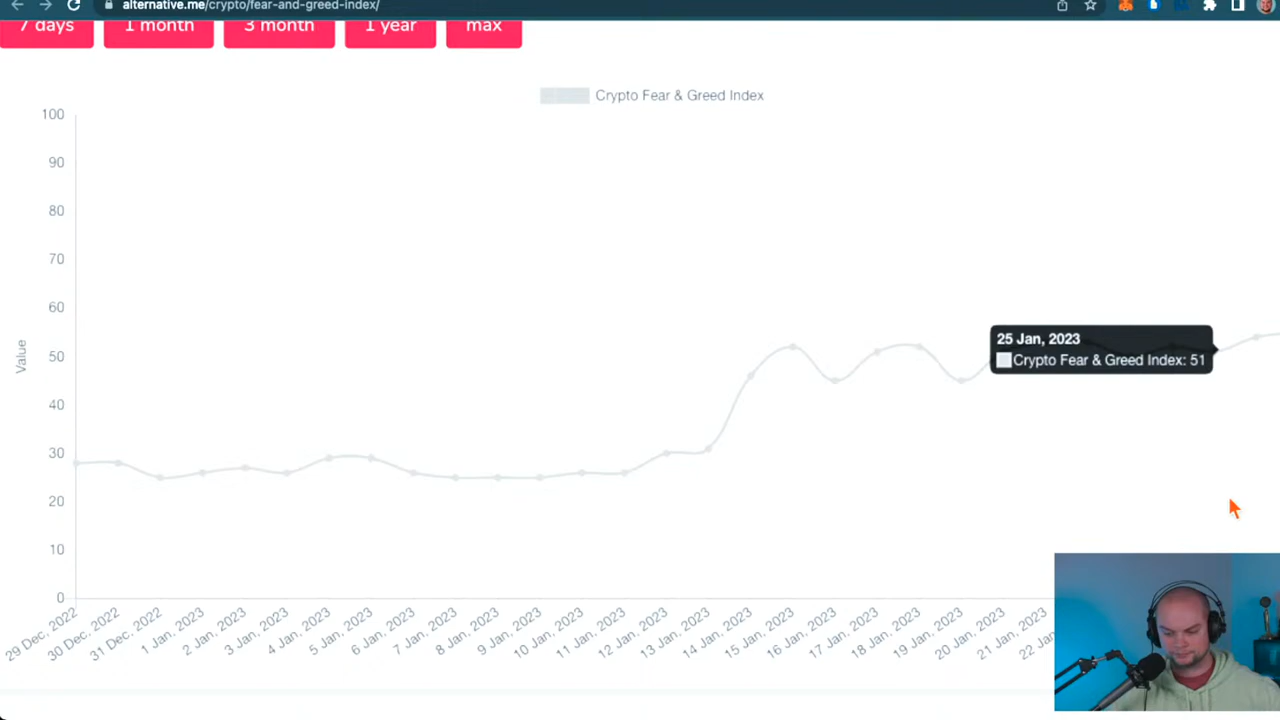 alternative.me/crypto/fear-and-greed-index/
7 days
1 month
3 month
1 year
max
Crypto Fear & Greed Index
100
90
80
70
60
50
40
30
20
10
0
Value
25 Jan, 2023
Crypto Fear & Greed Index: 51
29 Dec, 2022
30 Dec, 2022
31 Dec, 2022
1 Jan, 2023
2 Jan, 2023
3 Jan, 2023
4 Jan, 2023
5 Jan, 2023
6 Jan, 2023
7 Jan, 2023
8 Jan, 2023
9 Jan, 2023
10 Jan, 2023
11 Jan, 2023
12 Jan, 2023
13 Jan, 2023
14 Jan, 2023
15 Jan, 2023
16 Jan, 2023
17 Jan, 2023
18 Jan, 2023
19 Jan, 2023
20 Jan, 2023
21 Jan, 2023
22 Jan